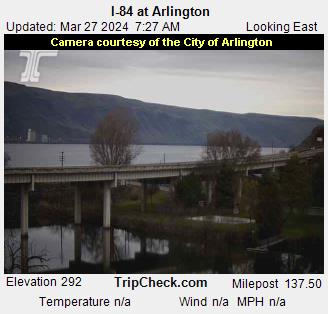 I-84 at Arlington
Updated: Mar 27 2024 7:27 AM Looking East
Camera courtesy of the City of Arlington
Elevation 292 TripCheck.com Milepost 137.50
Temperature n/a Wind n/a MPH n/a